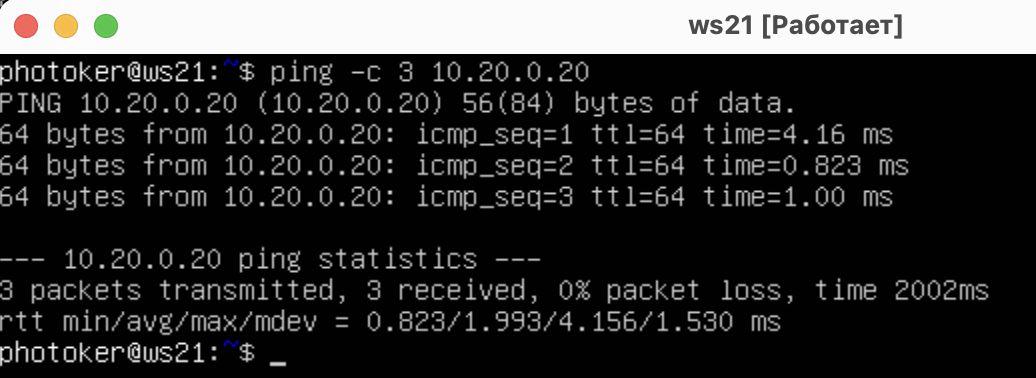 ws21 [Работает]
photoker@ws21:~$ ping -c 3 10.20.0.20
PING 10.20.0.20 (10.20.0.20) 56(84) bytes of data.
64 bytes from 10.20.0.20: icmp_seq=1 ttl=64 time=4.16 ms
64 bytes from 10.20.0.20: icmp_seq=2 ttl=64 time=0.823 ms
64 bytes from 10.20.0.20: icmp_seq=3 ttl=64 time=1.00 ms
--- 10.20.0.20 ping statistics ---
3 packets transmitted, 3 received, 0% packet loss, time 2002ms
rtt min/avg/max/mdev = 0.823/1.993/4.156/1.530 ms
photoker@ws21:~$ _